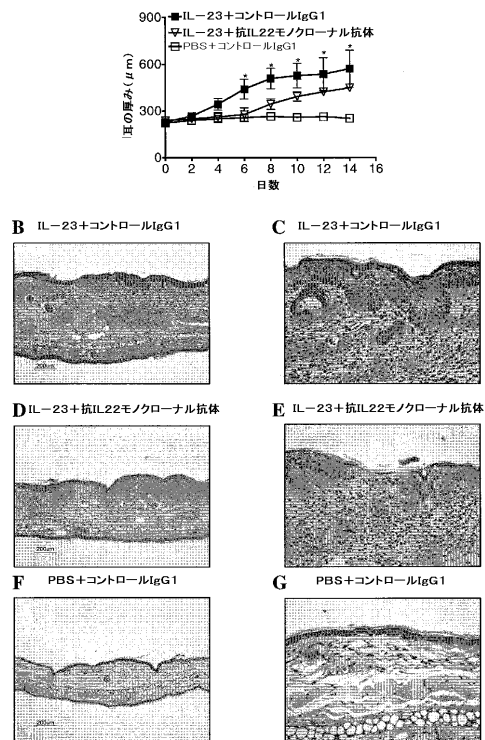 900
600
300
0
耳の厚み(μm)
IL-23+コントロールIgG1
IL-23+抗IL22モノクローナル抗体
PBS+コントロールIgG1
* * * * *
0 2 4 6 8 10 12 14 16
日数
B IL-23+コントロールIgG1
C IL-23+コントロールIgG1
200μm
D IL-23+抗IL22モノクローナル抗体
E IL-23+抗IL22モノクローナル抗体
200μm
F PBS+コントロールIgG1
G PBS+コントロールIgG1
200μm